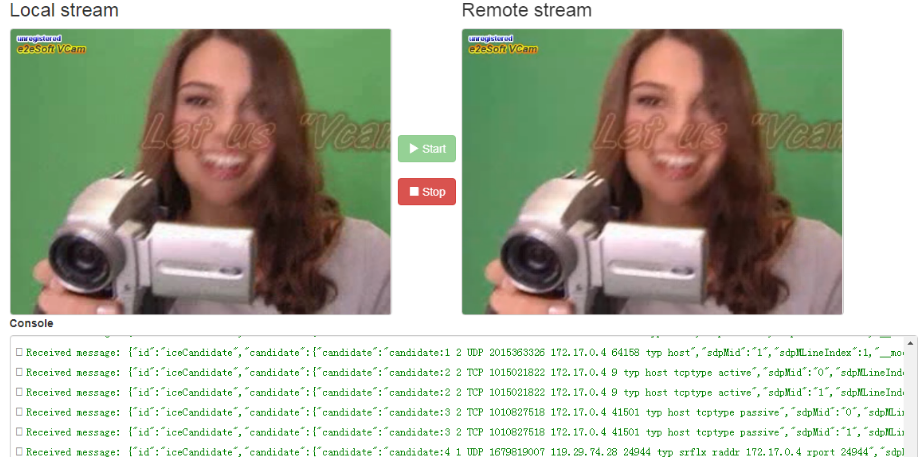 Local stream
Remote stream
unregistered
e2eSoft VCam
Let us "Vcam
unregistered
e2eSoft VCam
Let us "Vcam
Start
Stop
Console
Received message: {"id":"iceCandidate","candidate":{"candidate":"candidate:1 2 UDP 2015363326 172.17.0.4 64158 typ host","sdpMid":"1","sdpMLineIndex":1,"__mo
Received message: {"id":"iceCandidate","candidate":{"candidate":"candidate:2 2 TCP 1015021822 172.17.0.4 9 typ host tcptype active","sdpMid":"0","sdpMLineInd
Received message: {"id":"iceCandidate","candidate":{"candidate":"candidate:2 2 TCP 1015021822 172.17.0.4 9 typ host tcptype active","sdpMid":"1","sdpMLineInd
Received message: {"id":"iceCandidate","candidate":{"candidate":"candidate:3 2 TCP 1010827518 172.17.0.4 41501 typ host tcptype passive","sdpMid":"0","sdpMLi
Received message: {"id":"iceCandidate","candidate":{"candidate":"candidate:3 2 TCP 1010827518 172.17.0.4 41501 typ host tcptype passive","sdpMid":"1","sdpMLi
Received message: {"id":"iceCandidate","candidate":{"candidate":"candidate:4 1 UDP 1679819007 119.29.74.28 24944 typ srflx raddr 172.17.0.4 rport 24944","sdpl